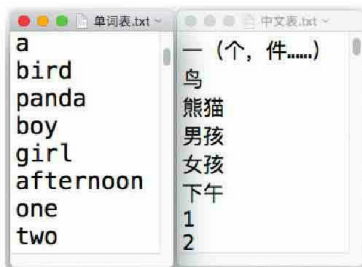 单词表.txt
a
bird
panda
boy
girl
afternoon
one
two
中文表.txt
一（个，件……）
鸟
熊猫
男孩
女孩
下午
1
2